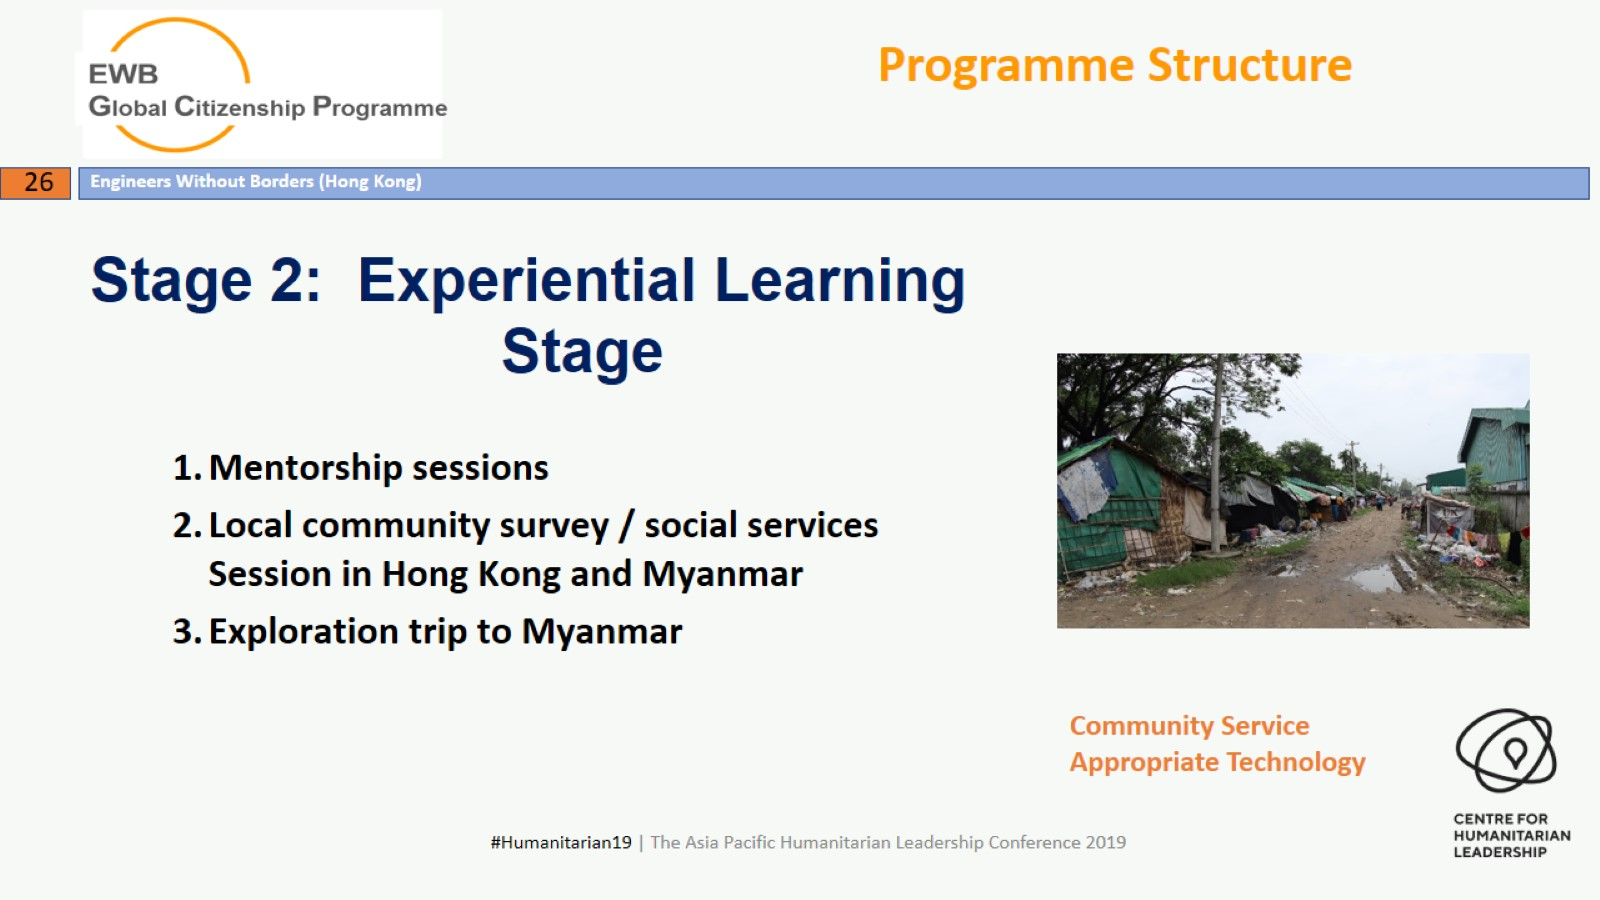 EWB
Global Citizenship Programme
Programme Structure
26
Engineers Without Borders (Hong Kong)
Stage 2: Experiential Learning
Stage
1. Mentorship sessions
2. Local community survey / social services
Session in Hong Kong and Myanmar
3. Exploration trip to Myanmar
Community Service
Appropriate Technology
CENTRE FOR
HUMANITARIAN
LEADERSHIP
#Humanitarian19 | The Asia Pacific Humanitarian Leadership Conference 2019